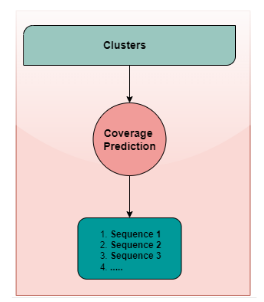 Clusters
Coverage
Prediction
1. Sequence 1
2. Sequence 2
3. Sequence 3
4. .....